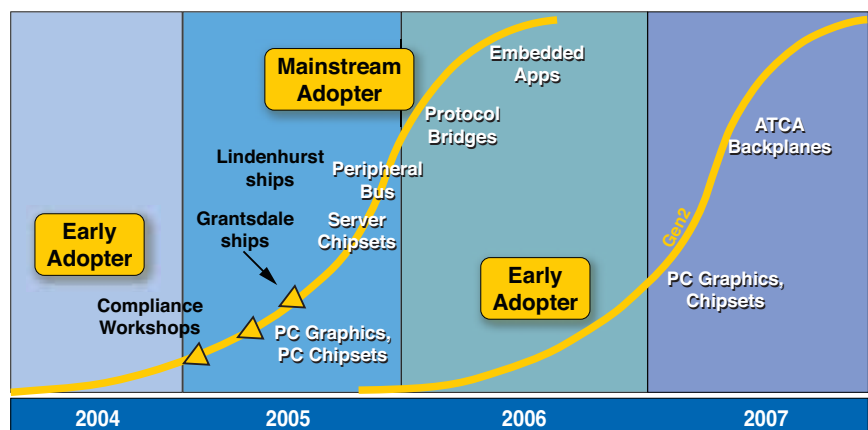 Mainstream
Adopter
Embedded
Apps
Protocol
Bridges
ATCA
Backplanes
Lindenhurst
ships
Peripheral
Bus
Grantsdale
ships
Server
Chipsets
Early
Adopter
Gen2
Early
Adopter
PC Graphics,
Chipsets
Compliance
Workshops
PC Graphics,
PC Chipsets
2004
2005
2006
2007